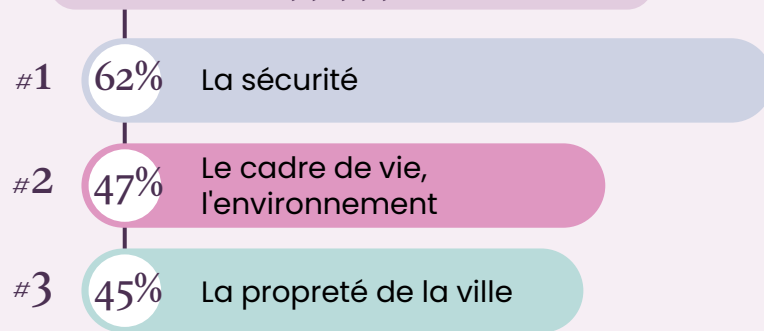 #1 62% La sécurité
#2 47% Le cadre de vie,
l'environnement
#3 45% La propreté de la ville